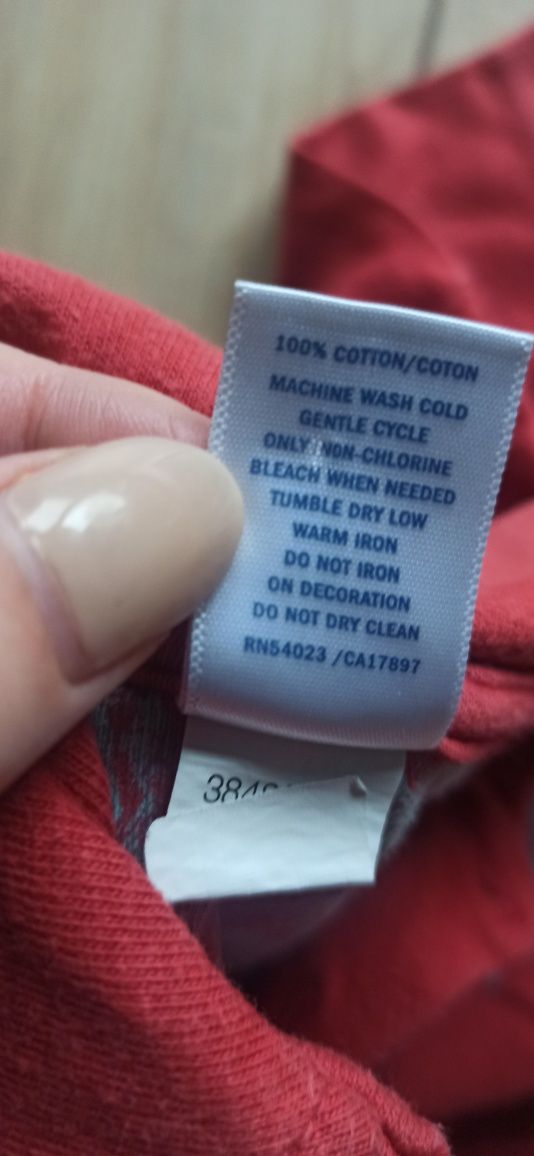 100% COTTON/COTON
MACHINE WASH COLD
GENTLE CYCLE
ONLY NON-CHLORINE
BLEACH WHEN NEEDED
TUMBLE DRY LOW
WARM IRON
DO NOT IRON
ON DECORATION
DO NOT DRY CLEAN
RN54023 /CA17897